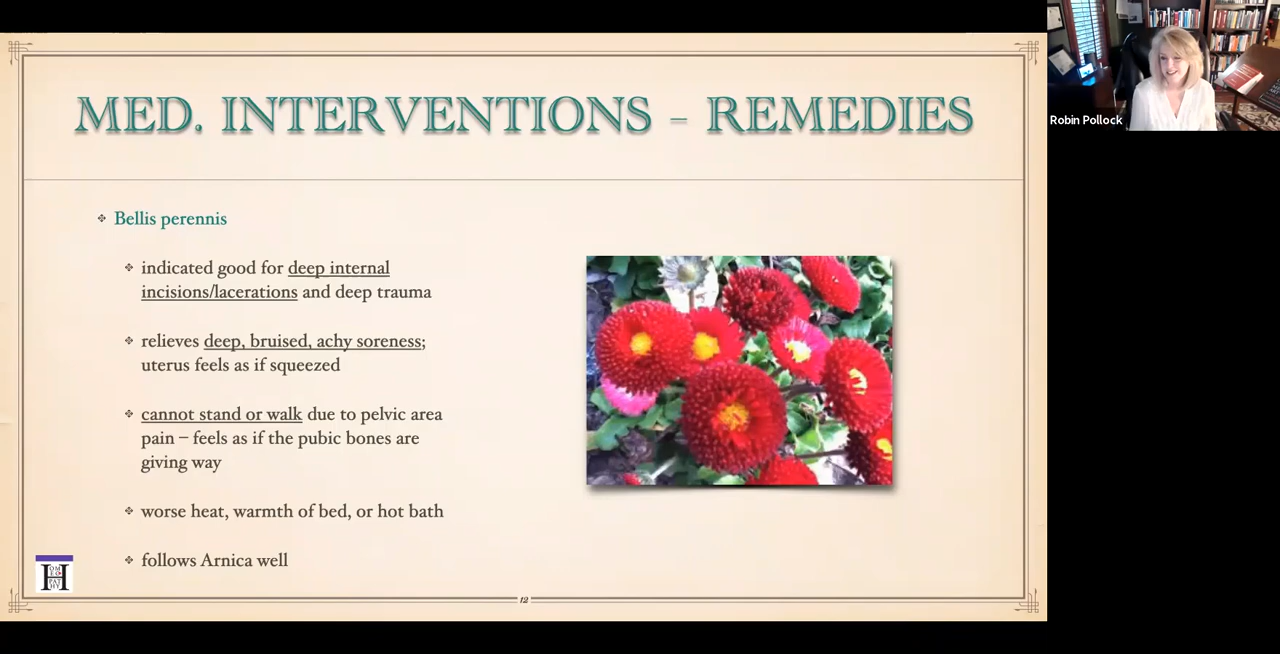 MED. INTERVENTIONS – REMEDIES
Bellis perennis
indicated good for deep internal
incisions/lacerations and deep trauma
relieves deep, bruised, achy soreness;
uterus feels as if squeezed
cannot stand or walk due to pelvic area
pain – feels as if the pubic bones are
giving way
worse heat, warmth of bed, or hot bath
follows Arnica well
12
Robin Pollock